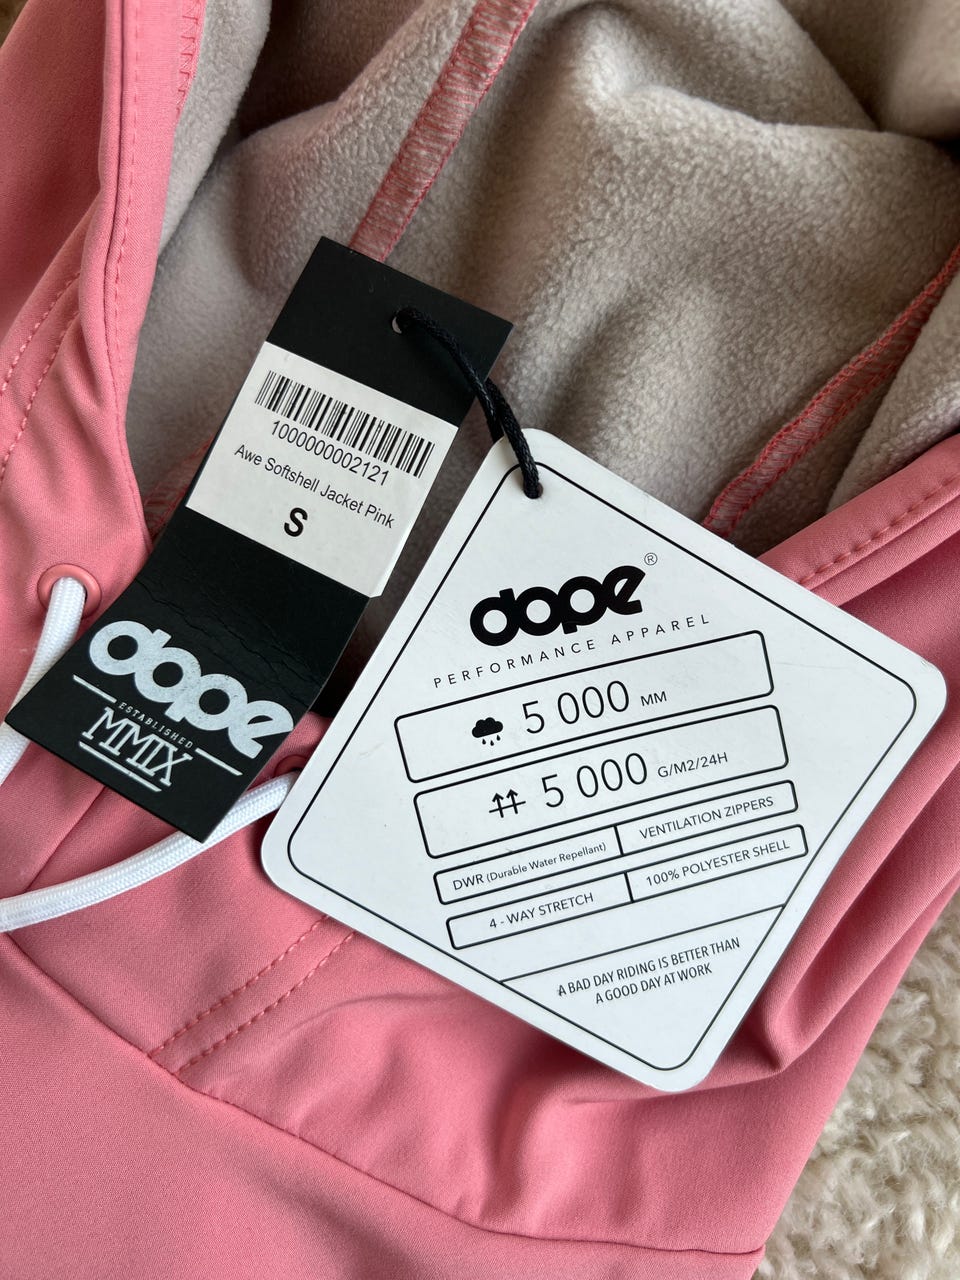 1000000002121
Awe Softshell Jacket Pink
S
dope
ESTABLISHED
MMIX
dope®
PERFORMANCE APPAREL
5 000 MM
5 000 G/M2/24H
DWR (Durable Water Repellant) VENTILATION ZIPPERS
4 - WAY STRETCH 100% POLYESTER SHELL
A BAD DAY RIDING IS BETTER THAN
A GOOD DAY AT WORK